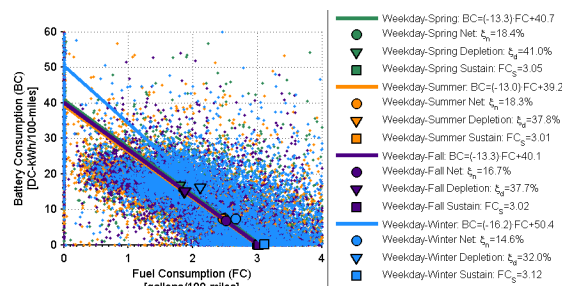 60
50
40
30
20
10
0
0
1
2
3
4
Battery Consumption (BC)
[DC-kWh/100-miles]
Fuel Consumption (FC)
[gallons/100-miles]
Weekday-Spring: BC=(-13.3)·FC+40.7
Weekday-Spring Net: ξn=18.4%
Weekday-Spring Depletion: ξd=41.0%
Weekday-Spring Sustain: FCS=3.05
Weekday-Summer: BC=(-13.0)·FC+39.2
Weekday-Summer Net: ξn=18.3%
Weekday-Summer Depletion: ξd=37.8%
Weekday-Summer Sustain: FCS=3.01
Weekday-Fall: BC=(-13.3)·FC+40.1
Weekday-Fall Net: ξn=16.7%
Weekday-Fall Depletion: ξd=37.7%
Weekday-Fall Sustain: FCS=3.02
Weekday-Winter: BC=(-16.2)·FC+50.4
Weekday-Winter Net: ξn=14.6%
Weekday-Winter Depletion: ξd=32.0%
Weekday-Winter Sustain: FCS=3.12